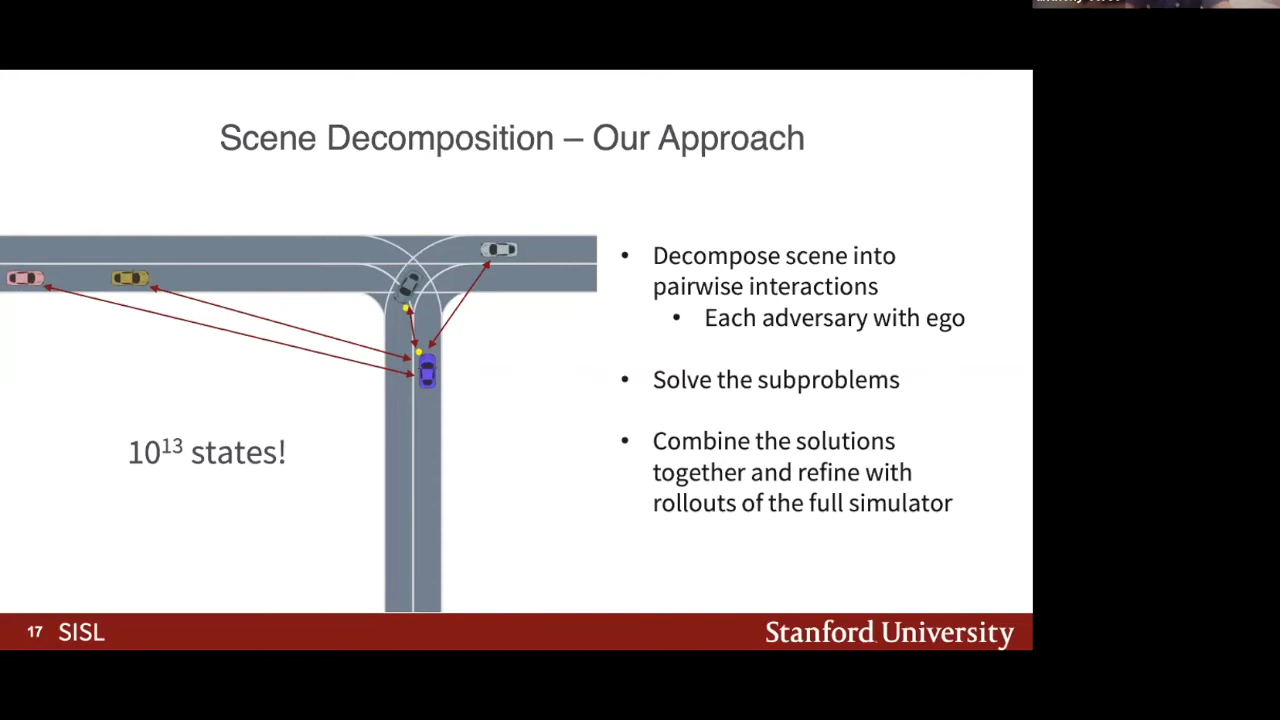 Scene Decomposition – Our Approach
• Decompose scene into
pairwise interactions
• Each adversary with ego
• Solve the subproblems
• Combine the solutions
together and refine with
rollouts of the full simulator
10¹³ states!
17 SISL
Stanford University